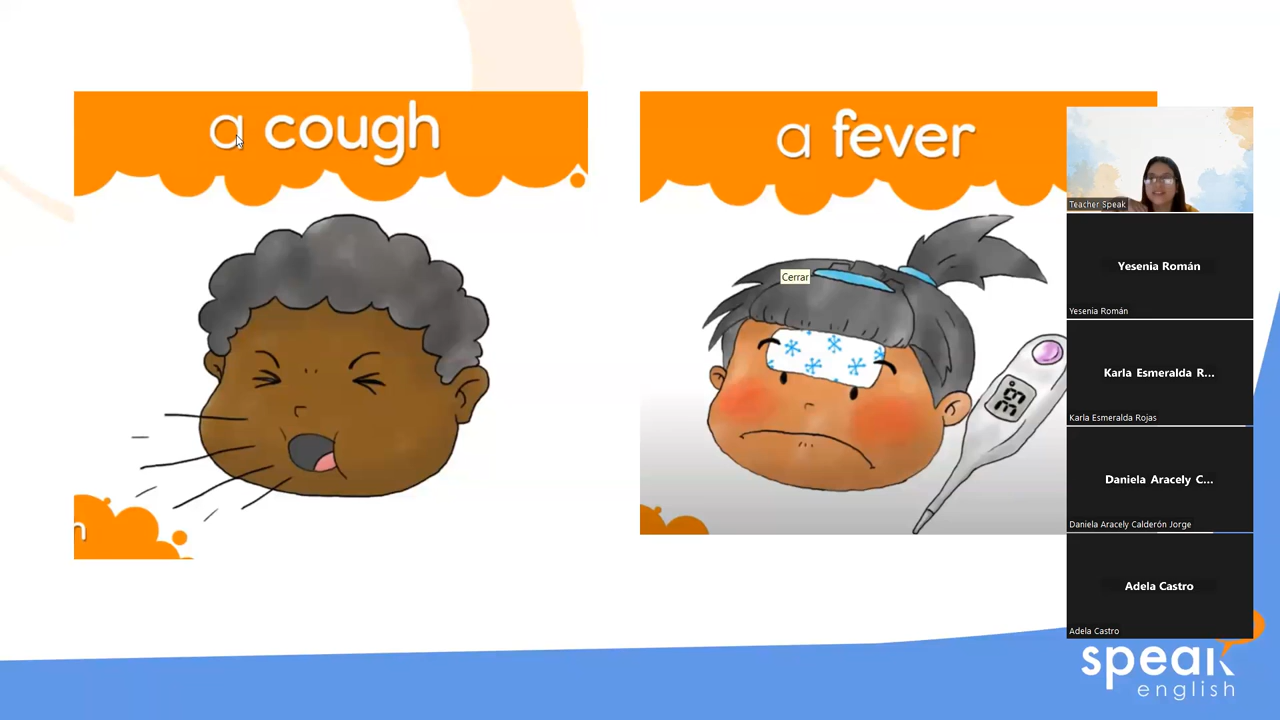 a cough
a fever
Cerrar
Teacher Speak
Yesenia Román
Yesenia Román
Karla Esmeralda R...
Karla Esmeralda Rojas
Daniela Aracely C...
Daniela Aracely Calderón Jorge
Adela Castro
Adela Castro
speak
english